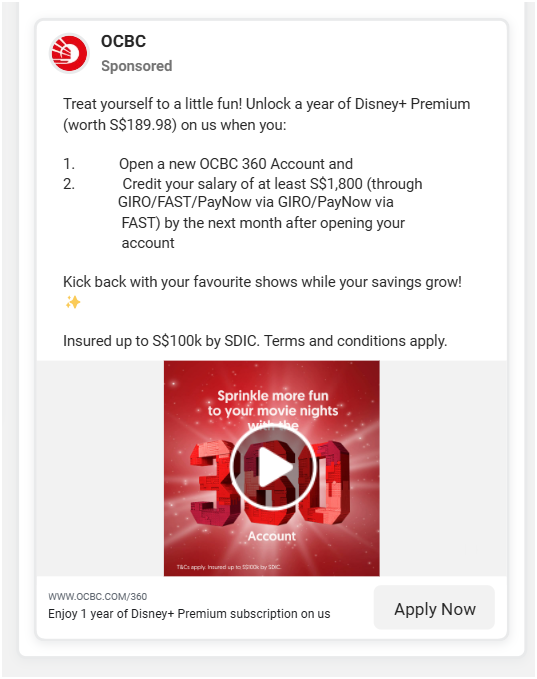 OCBC
Sponsored
Treat yourself to a little fun! Unlock a year of Disney+ Premium
(worth S$189.98) on us when you:
1. Open a new OCBC 360 Account and
2. Credit your salary of at least S$1,800 (through
GIRO/FAST/PayNow via GIRO/PayNow via
FAST) by the next month after opening your
account
Kick back with your favourite shows while your savings grow!
✨
Insured up to S$100k by SDIC. Terms and conditions apply.
Sprinkle more fun
to your movie nights
with the
360
Account
T&Cs apply. Insured up to S$100k by SDIC.
WWW.OCBC.COM/360
Enjoy 1 year of Disney+ Premium subscription on us
Apply Now